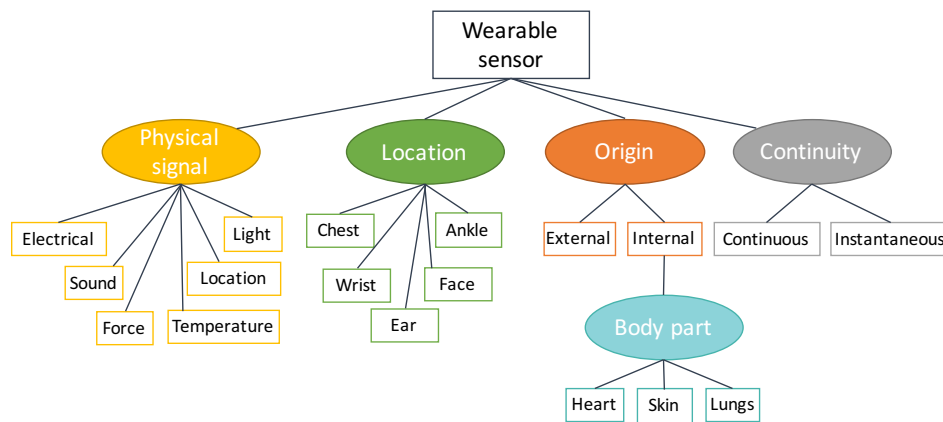 Wearable
sensor
Physical
signal
Location
Origin
Continuity
Electrical
Sound
Force
Temperature
Location
Light
Chest
Wrist
Ear
Face
Ankle
External
Internal
Continuous
Instantaneous
Body part
Heart
Skin
Lungs